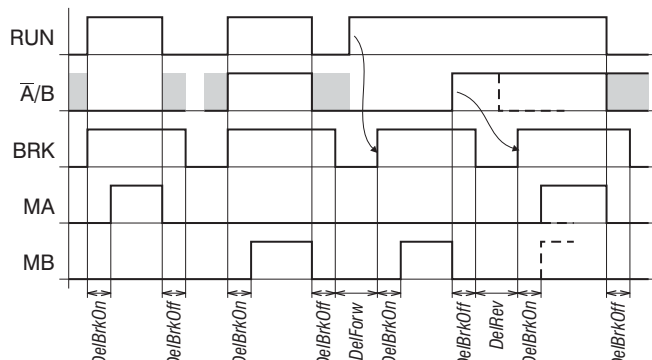 RUN
A̅/B
BRK
MA
MB
DelBrkOn
DelBrkOff
DelBrkOn
DelBrkOff
DelForw
DelBrkOn
DelBrkOff
DelRev
DelBrkOn
DelBrkOff